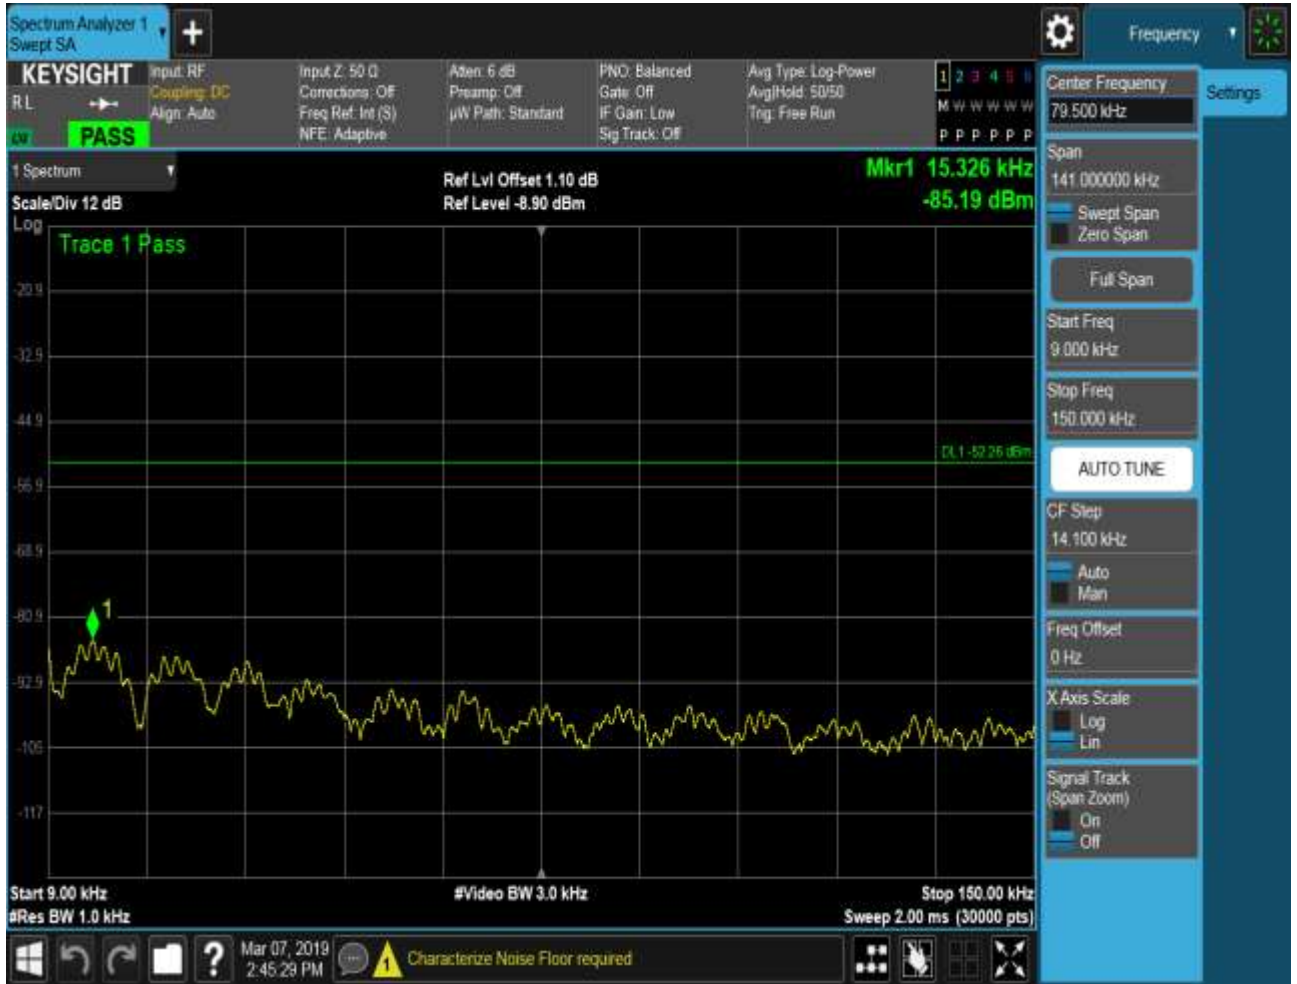 Spectrum Analyzer 1
Swept SA
+
Frequency
KEYSIGHT
R L
PASS
Input: RF
Coupling: DC
Align: Auto
Input Z: 50 Ω
Corrections: Off
Freq Ref: Int (S)
NFE: Adaptive
Atten: 6 dB
Preamp: Off
µW Path: Standard
PNO: Balanced
Gate: Off
IF Gain: Low
Sig Track: Off
Avg Type: Log-Power
Avg|Hold: 50/50
Trig: Free Run
1 2 3 4 5 6
M W W W W W
P P P P P P
1 Spectrum
Scale/Div 12 dB
Log
Ref Lvl Offset 1.10 dB
Ref Level -8.90 dBm
Mkr1 15.326 kHz
-85.19 dBm
Trace 1 Pass
-20.9
-32.9
-44.9
DL1 -52.26 dBm
-56.9
-68.9
-80.9
1
-92.9
-105
-117
Start 9.00 kHz
#Res BW 1.0 kHz
#Video BW 3.0 kHz
Stop 150.00 kHz
Sweep 2.00 ms (30000 pts)
Center Frequency
79.500 kHz
Settings
Span
141.000000 kHz
Swept Span
Zero Span
Full Span
Start Freq
9.000 kHz
Stop Freq
150.000 kHz
AUTO TUNE
CF Step
14.100 kHz
Auto
Man
Freq Offset
0 Hz
X Axis Scale
Log
Lin
Signal Track
(Span Zoom)
On
Off
?
Mar 07, 2019
2:45:29 PM
1
Characterize Noise Floor required